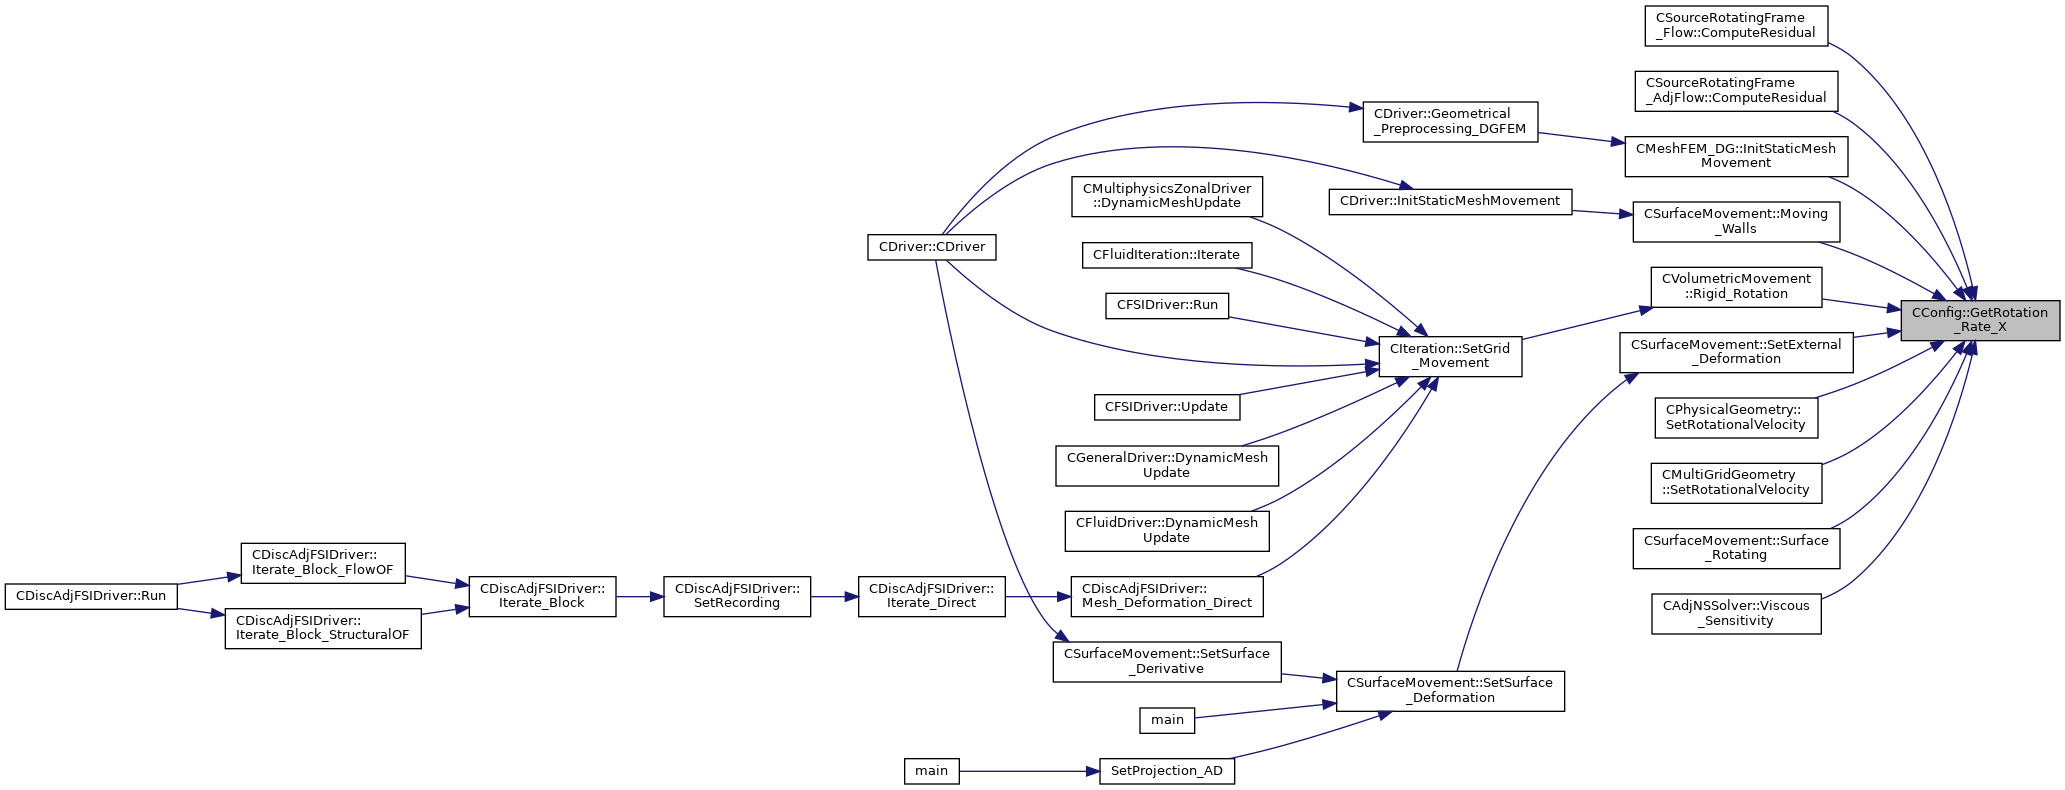 CSourceRotatingFrame
_Flow::ComputeResidual
CSourceRotatingFrame
_AdjFlow::ComputeResidual
CDriver::Geometrical
_Preprocessing_DGFEM
CMeshFEM_DG::InitStaticMesh
Movement
CMultiphysicsZonalDriver
::DynamicMeshUpdate
CDriver::InitStaticMeshMovement
CSurfaceMovement::Moving
_Walls
CDriver::CDriver
CFluidIteration::Iterate
CVolumetricMovement
::Rigid_Rotation
CFSIDriver::Run
CConfig::GetRotation
_Rate_X
CIteration::SetGrid
_Movement
CSurfaceMovement::SetExternal
_Deformation
CFSIDriver::Update
CPhysicalGeometry::
SetRotationalVelocity
CGeneralDriver::DynamicMesh
Update
CMultiGridGeometry
::SetRotationalVelocity
CFluidDriver::DynamicMesh
Update
CSurfaceMovement::Surface
_Rotating
CDiscAdjFSIDriver::Run
CDiscAdjFSIDriver::
Iterate_Block_FlowOF
CDiscAdjFSIDriver::
Iterate_Block_StructuralOF
CDiscAdjFSIDriver::
Iterate_Block
CDiscAdjFSIDriver::
SetRecording
CDiscAdjFSIDriver::
Iterate_Direct
CDiscAdjFSIDriver::
Mesh_Deformation_Direct
CAdjNSSolver::Viscous
_Sensitivity
CSurfaceMovement::SetSurface
_Derivative
CSurfaceMovement::SetSurface
_Deformation
main
main
SetProjection_AD